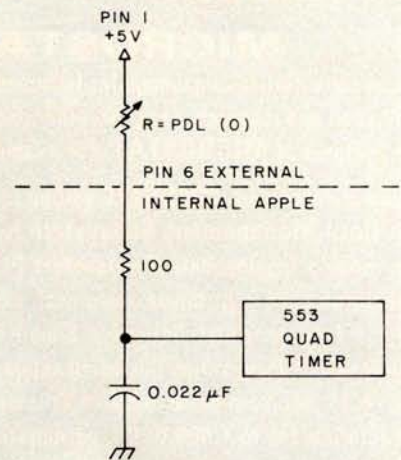 PIN 1
+5V
R = PDL (0)
PIN 6 EXTERNAL
INTERNAL APPLE
100
553
QUAD
TIMER
0.022 µF